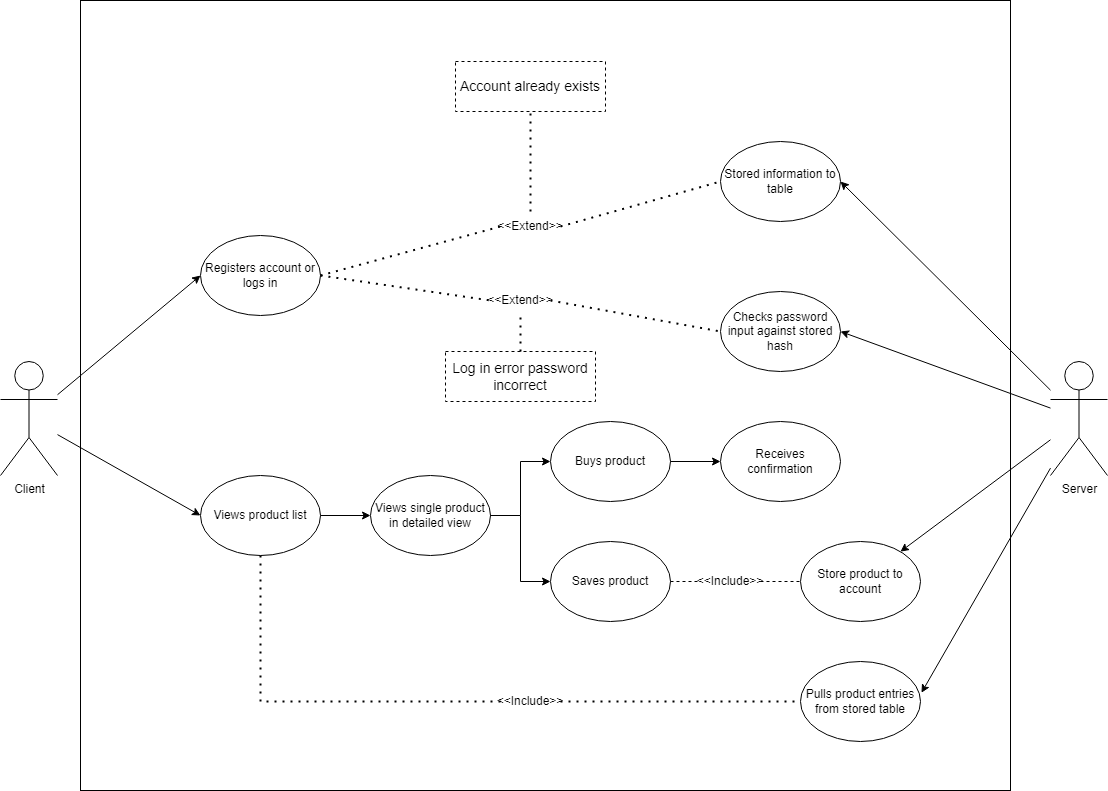 Account already exists
Stored information to
table
<<Extend>>
Registers account or
logs in
<<Extend>>
Checks password
input against stored
hash
Log in error password
incorrect
Client
Server
Buys product
Receives
confirmation
Views product list
Views single product
in detailed view
Saves product
<<Include>>
Store product to
account
Pulls product entries
from stored table
<<Include>>